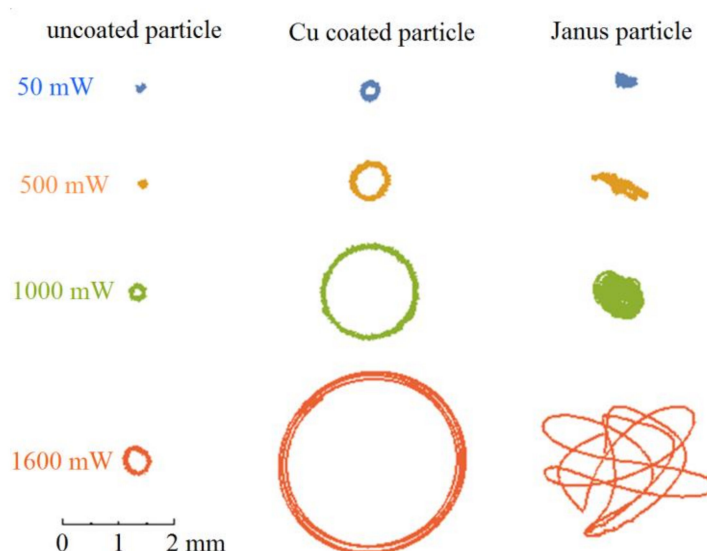 uncoated particle Cu coated particle Janus particle
50 mW
500 mW
1000 mW
1600 mW
0 1 2 mm